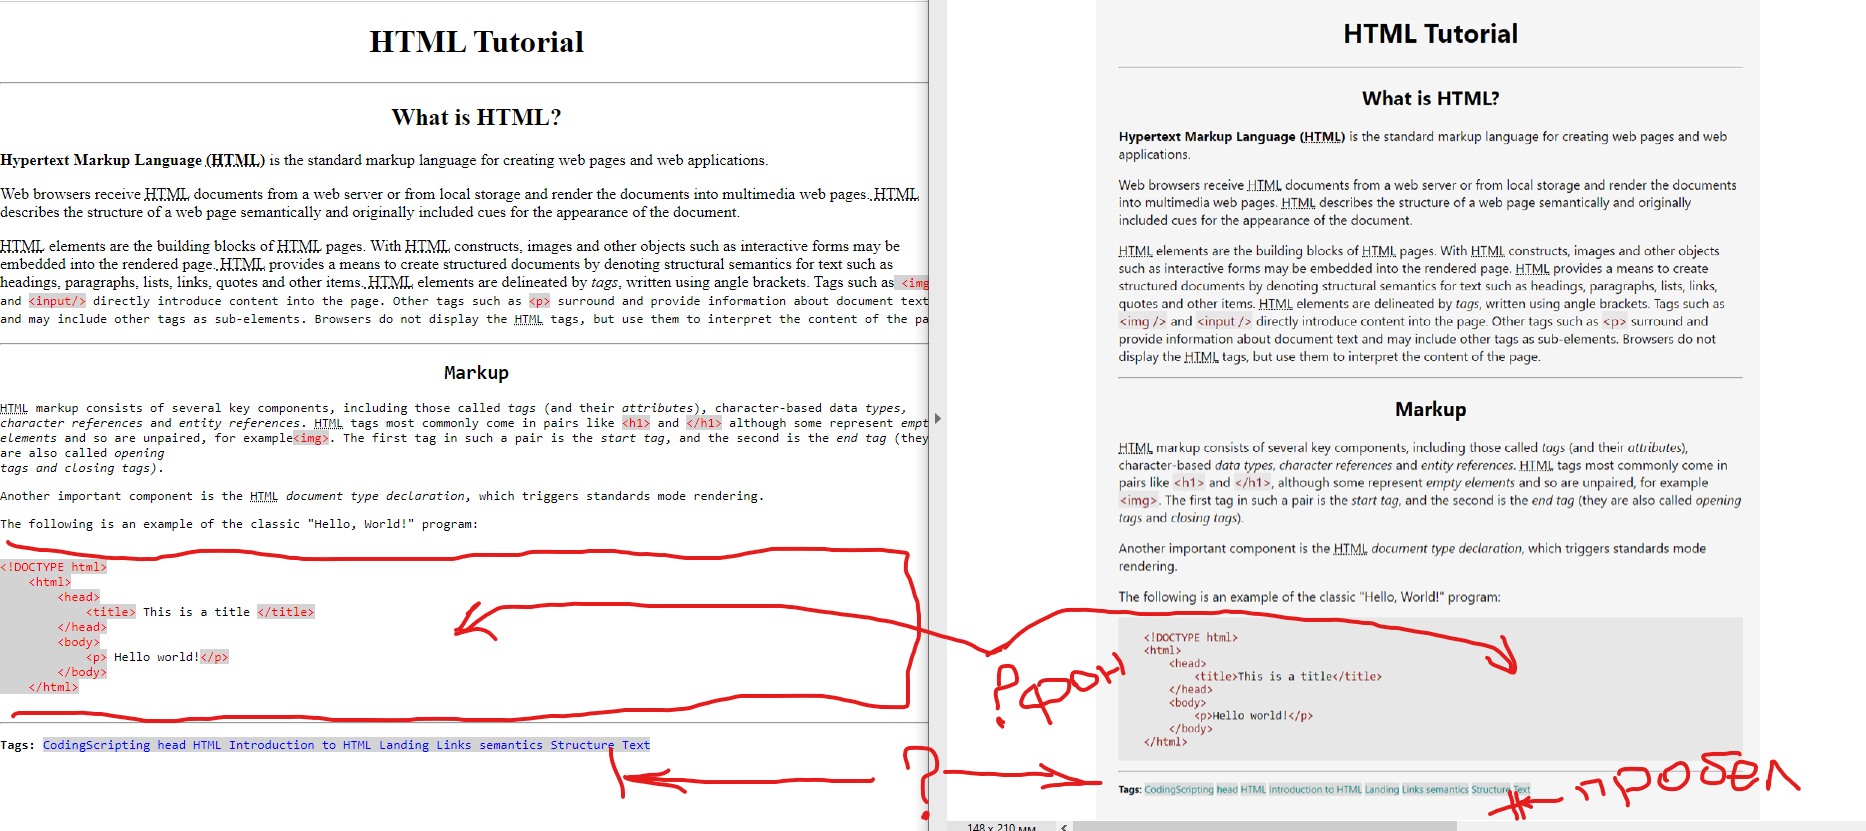 HTML Tutorial
What is HTML?
Hypertext Markup Language (HTML) is the standard markup language for creating web pages and web applications.
Web browsers receive HTML documents from a web server or from local storage and render the documents into multimedia web pages. HTML
describes the structure of a web page semantically and originally included cues for the appearance of the document.
HTML elements are the building blocks of HTML pages. With HTML constructs, images and other objects such as interactive forms may be
embedded into the rendered page. HTML provides a means to create structured documents by denoting structural semantics for text such as
headings, paragraphs, lists, links, quotes and other items. HTML elements are delineated by tags, written using angle brackets. Tags such as <img
and <input/> directly introduce content into the page. Other tags such as <p> surround and provide information about document text
and may include other tags as sub-elements. Browsers do not display the HTML tags, but use them to interpret the content of the pa
Markup
HTML markup consists of several key components, including those called tags (and their attributes), character-based data types,
character references and entity references. HTML tags most commonly come in pairs like <h1> and </h1> although some represent empt
elements and so are unpaired, for example<img>. The first tag in such a pair is the start tag, and the second is the end tag (they
are also called opening
tags and closing tags).
Another important component is the HTML document type declaration, which triggers standards mode rendering.
The following is an example of the classic "Hello, World!" program:
<!DOCTYPE html>
<html>
<head>
<title> This is a title </title>
</head>
<body>
<p> Hello world!</p>
</body>
</html>
Tags: CodingScripting head HTML Introduction to HTML Landing Links semantics Structure Text
HTML Tutorial
What is HTML?
Hypertext Markup Language (HTML) is the standard markup language for creating web pages and web
applications.
Web browsers receive HTML documents from a web server or from local storage and render the documents
into multimedia web pages. HTML describes the structure of a web page semantically and originally
included cues for the appearance of the document.
HTML elements are the building blocks of HTML pages. With HTML constructs, images and other objects
such as interactive forms may be embedded into the rendered page. HTML provides a means to create
structured documents by denoting structural semantics for text such as headings, paragraphs, lists, links,
quotes and other items. HTML elements are delineated by tags, written using angle brackets. Tags such as
<img /> and <input /> directly introduce content into the page. Other tags such as <p> surround and
provide information about document text and may include other tags as sub-elements. Browsers do not
display the HTML tags, but use them to interpret the content of the page.
Markup
HTML markup consists of several key components, including those called tags (and their attributes),
character-based data types, character references and entity references. HTML tags most commonly come in
pairs like <h1> and </h1>, although some represent empty elements and so are unpaired, for example
<img>. The first tag in such a pair is the start tag, and the second is the end tag (they are also called opening
tags and closing tags).
Another important component is the HTML document type declaration, which triggers standards mode
rendering.
The following is an example of the classic "Hello, World!" program:
<!DOCTYPE html>
<html>
<head>
<title>This is a title</title>
</head>
<body>
<p>Hello world!</p>
</body>
</html>
Tags: CodingScripting head HTML Introduction to HTML Landing Links semantics Structure Text
? фон
?
пробел
148 x 210 мм